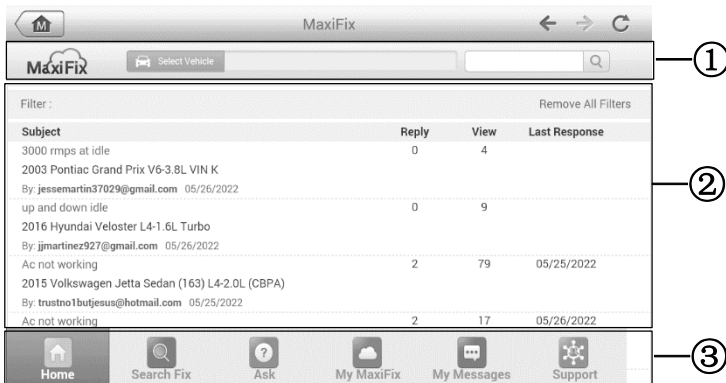 M MaxiFix
MaxiFix Select Vehicle ①
Filter : Remove All Filters
Subject Reply View Last Response
3000 rmps at idle 0 4
2003 Pontiac Grand Prix V6-3.8L VIN K
By: jessemartin37029@gmail.com 05/26/2022
②
up and down idle 0 9
2016 Hyundai Veloster L4-1.6L Turbo
By: jjmartinez927@gmail.com 05/26/2022
Ac not working 2 79 05/25/2022
2015 Volkswagen Jetta Sedan (163) L4-2.0L (CBPA)
By: trustno1butjesus@hotmail.com 05/25/2022
Ac not working 2 17 05/26/2022
Home Search Fix Ask My MaxiFix My Messages Support ③